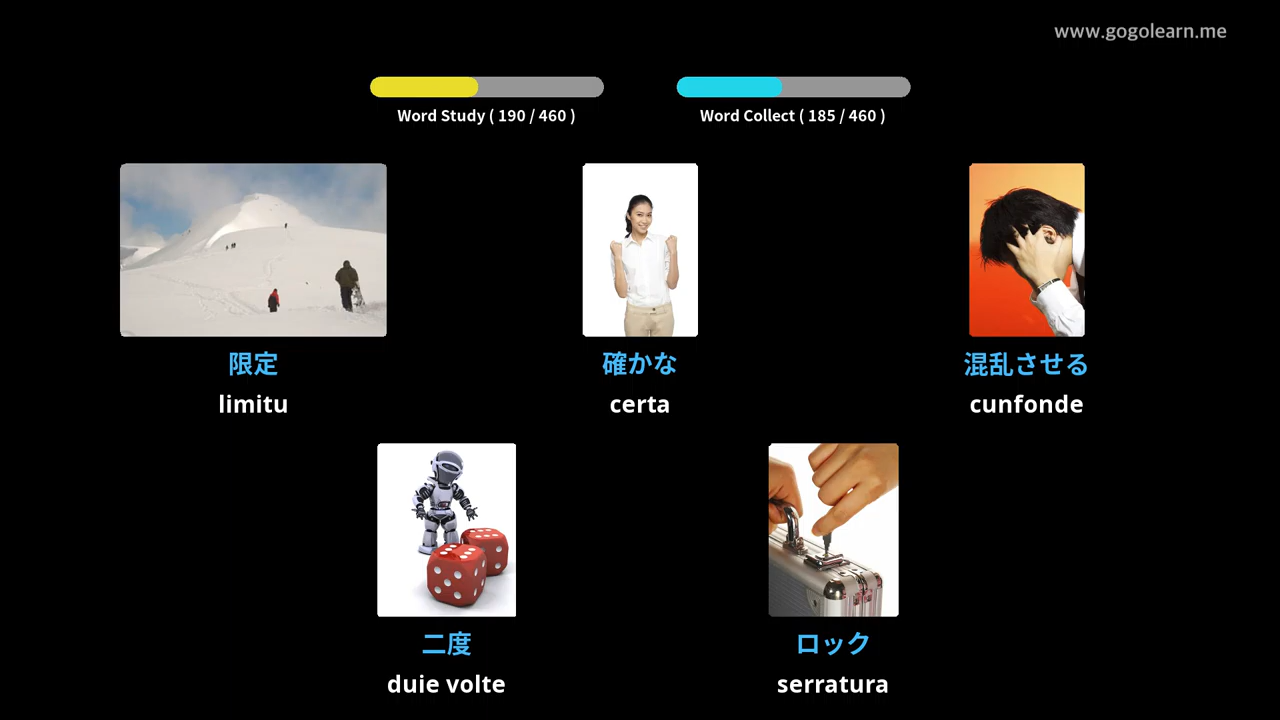 www.gogolearn.me
Word Study ( 190 / 460 )
Word Collect ( 185 / 460 )
限定
limitu
確かな
certa
混乱させる
cunfonde
二度
duie volte
ロック
serratura